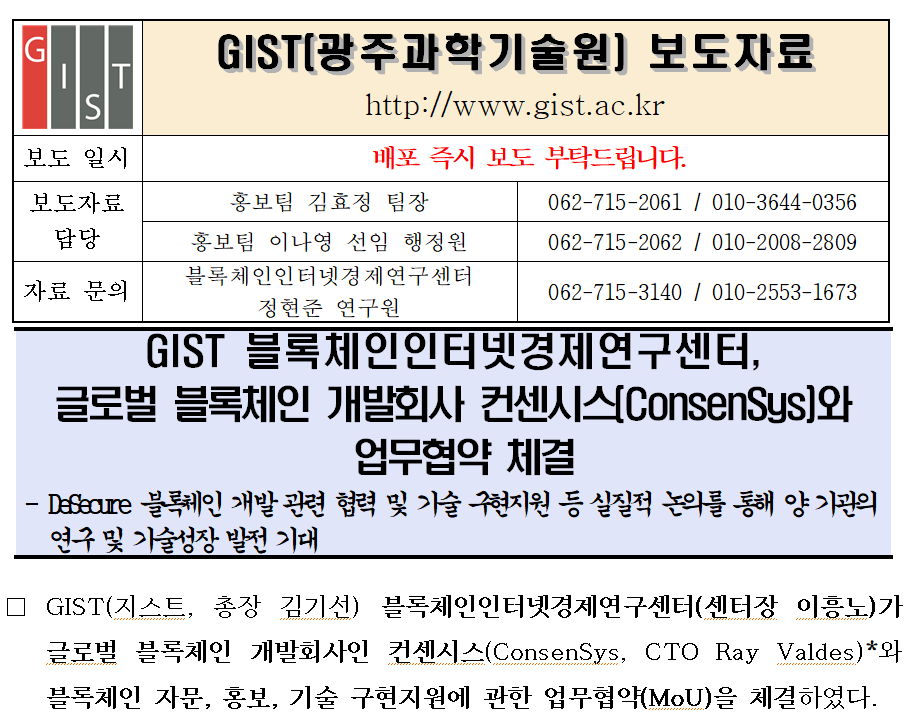 GIST
GIST(광주과학기술원) 보도자료
http://www.gist.ac.kr
보도 일시
배포 즉시 보도 부탁드립니다.
보도자료
담당
홍보팀 김효정 팀장
062-715-2061 / 010-3644-0356
홍보팀 이나영 선임 행정원
062-715-2062 / 010-2008-2809
자료 문의
블록체인인터넷경제연구센터
정현준 연구원
062-715-3140 / 010-2553-1673
GIST 블록체인인터넷경제연구센터,
글로벌 블록체인 개발회사 컨센시스(ConsenSys)와
업무협약 체결
- DeSecure 블록체인 개발 관련 협력 및 기술 구현지원 등 실질적 논의를 통해 양 기관의
연구 및 기술성장 발전 기대
□ GIST(지스트, 총장 김기선) 블록체인인터넷경제연구센터(센터장 이흥노)가
글로벌 블록체인 개발회사인 컨센시스(ConsenSys, CTO Ray Valdes)*와
블록체인 자문, 홍보, 기술 구현지원에 관한 업무협약(MoU)을 체결하였다.